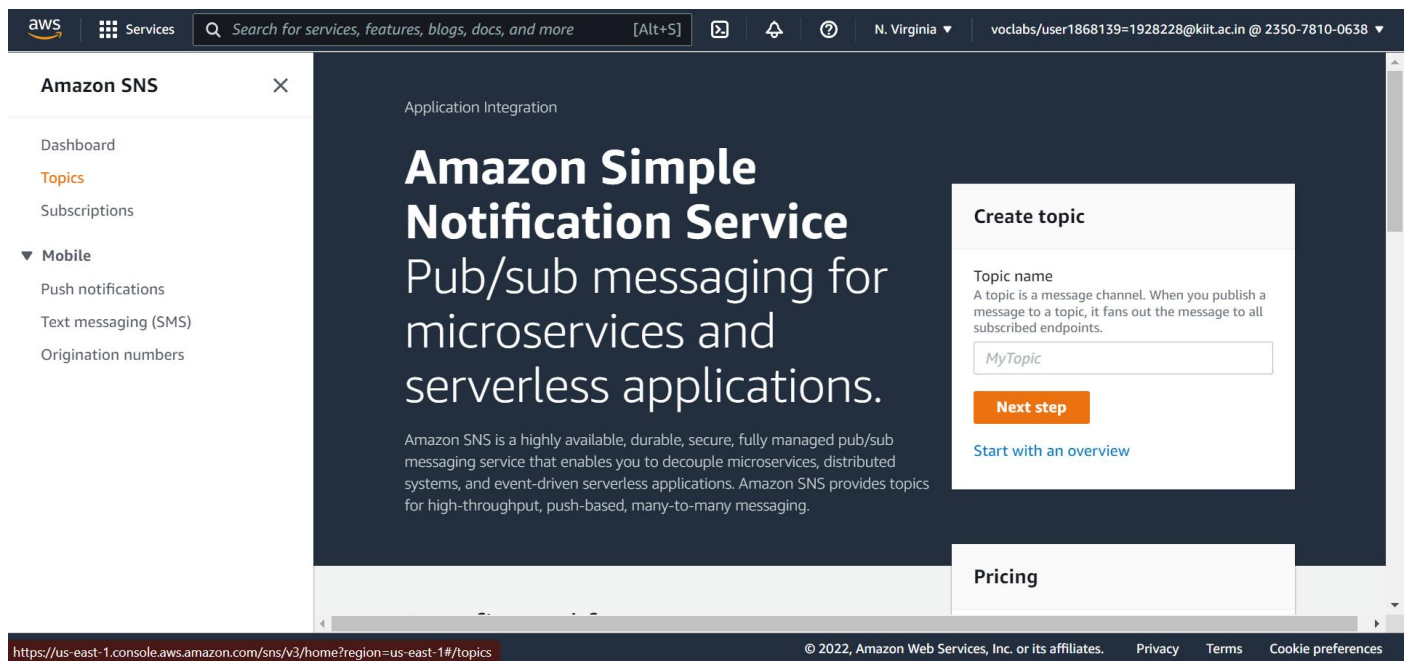 aws
Services
Search for services, features, blogs, docs, and more
[Alt+S]
N. Virginia ▼
voclabs/user1868139=1928228@kiit.ac.in @ 2350-7810-0638 ▼
Amazon SNS
Dashboard
Topics
Subscriptions
▼ Mobile
Push notifications
Text messaging (SMS)
Origination numbers
Application Integration
Amazon Simple
Notification Service
Pub/sub messaging for
microservices and
serverless applications.
Amazon SNS is a highly available, durable, secure, fully managed pub/sub
messaging service that enables you to decouple microservices, distributed
systems, and event-driven serverless applications. Amazon SNS provides topics
for high-throughput, push-based, many-to-many messaging.
Create topic
Topic name
A topic is a message channel. When you publish a
message to a topic, it fans out the message to all
subscribed endpoints.
MyTopic
Next step
Start with an overview
Pricing
https://us-east-1.console.aws.amazon.com/sns/v3/home?region=us-east-1#/topics
© 2022, Amazon Web Services, Inc. or its affiliates.
Privacy
Terms
Cookie preferences